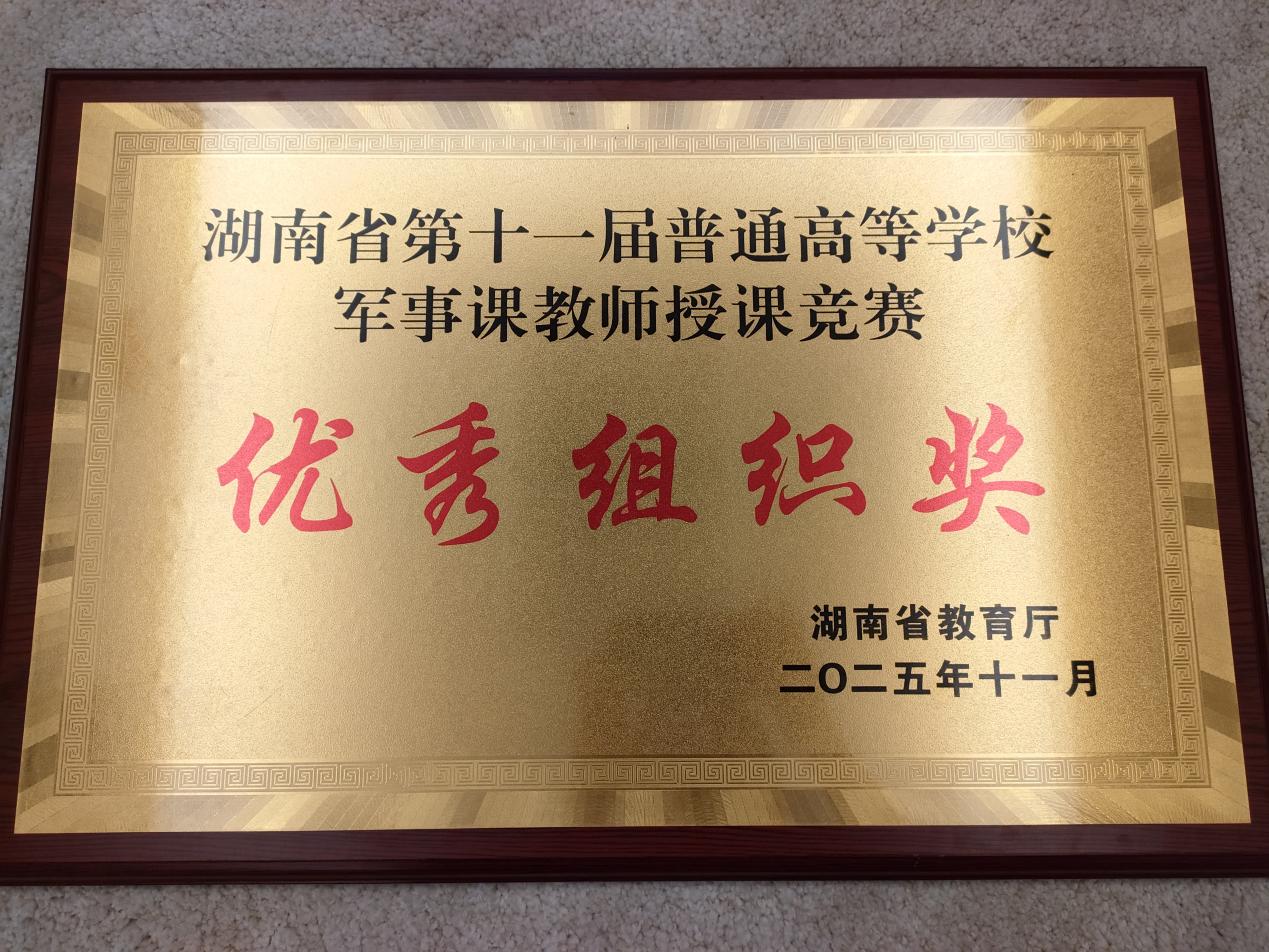 湖南省第十一届普通高等学校
军事课教师授课竞赛
优秀组织奖
湖南省教育厅
二〇二五年十一月